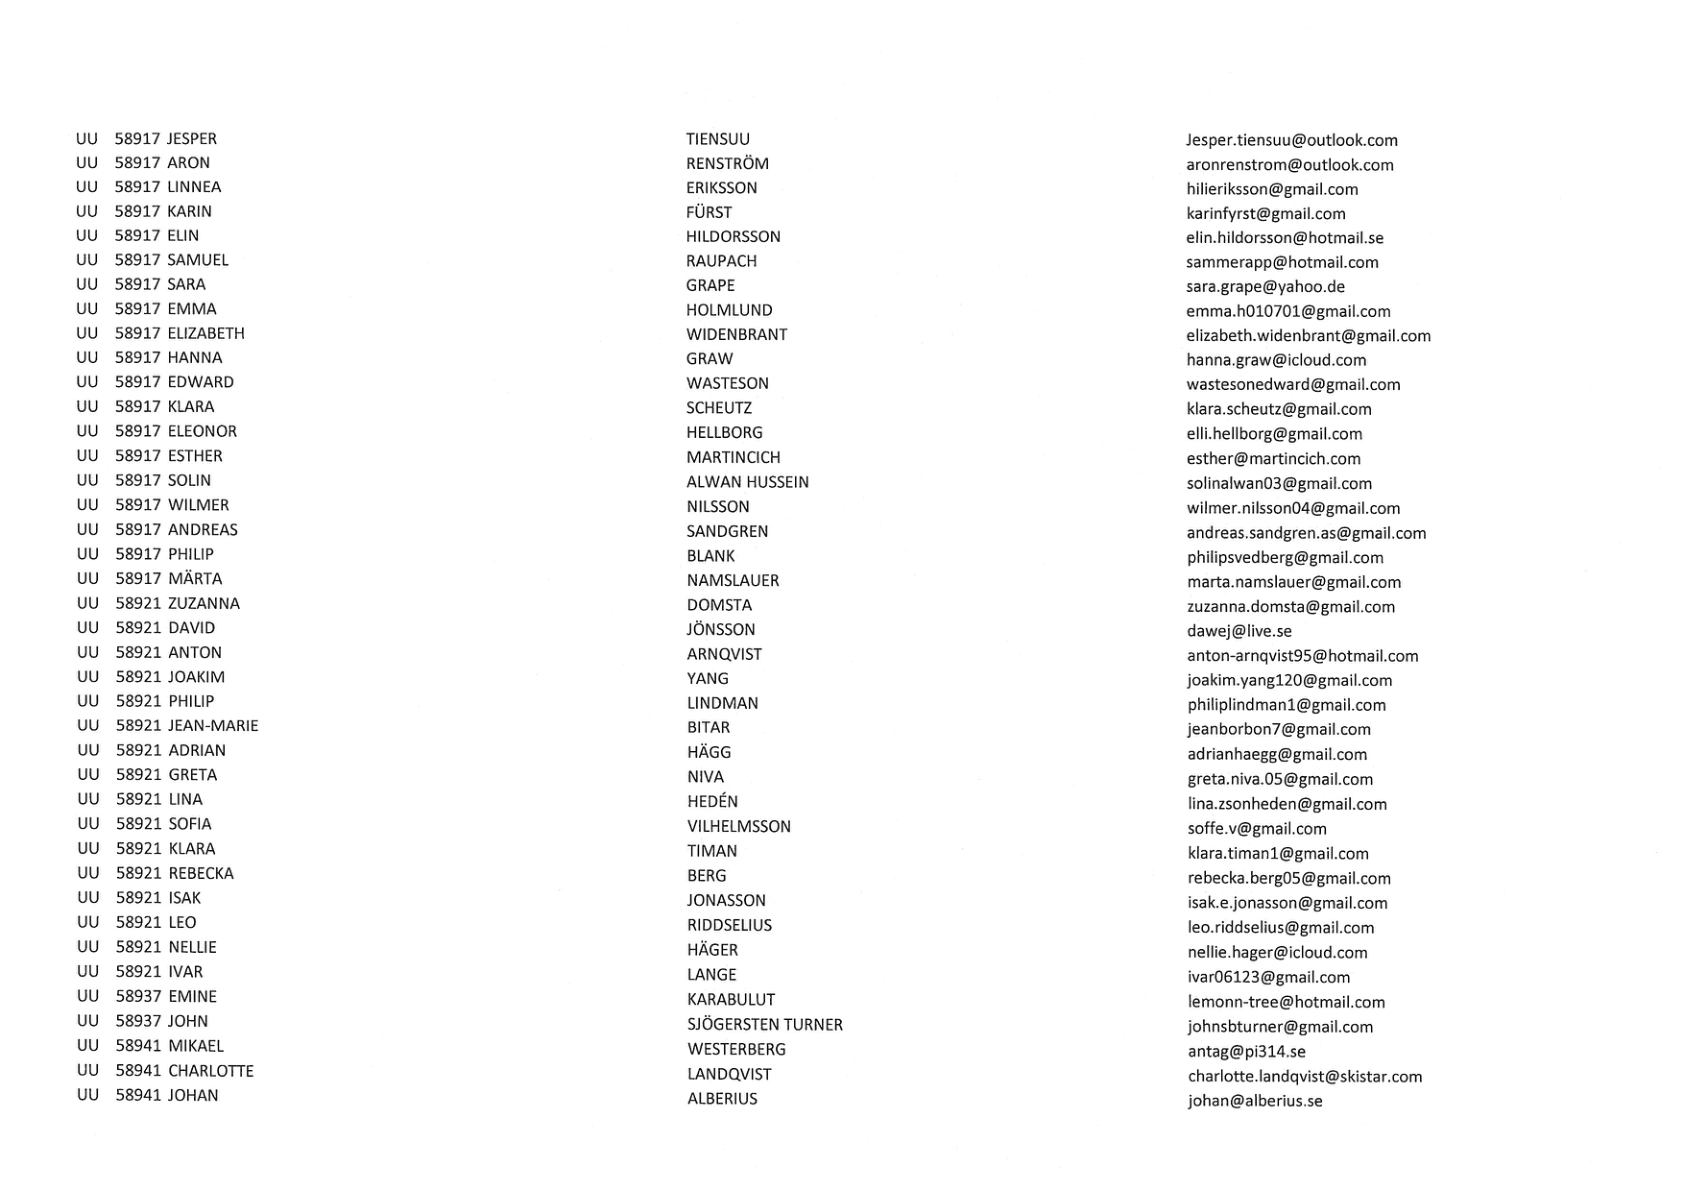 UU 58917 JESPER TIENSUU Jesper.tiensuu@outlook.com
UU 58917 ARON RENSTRÖM aronrenstrom@outlook.com
UU 58917 LINNEA ERIKSSON hilieriksson@gmail.com
UU 58917 KARIN FÜRST karinfyrst@gmail.com
UU 58917 ELIN HILDORSSON elin.hildorsson@hotmail.se
UU 58917 SAMUEL RAUPACH sammerapp@hotmail.com
UU 58917 SARA GRAPE sara.grape@yahoo.de
UU 58917 EMMA HOLMLUND emma.h010701@gmail.com
UU 58917 ELIZABETH WIDENBRANT elizabeth.widenbrant@gmail.com
UU 58917 HANNA GRAW hanna.graw@icloud.com
UU 58917 EDWARD WASTESON wastesonedward@gmail.com
UU 58917 KLARA SCHEUTZ klara.scheutz@gmail.com
UU 58917 ELEONOR HELLBORG elli.hellborg@gmail.com
UU 58917 ESTHER MARTINCICH esther@martincich.com
UU 58917 SOLIN ALWAN HUSSEIN solinalwan03@gmail.com
UU 58917 WILMER NILSSON wilmer.nilsson04@gmail.com
UU 58917 ANDREAS SANDGREN andreas.sandgren.as@gmail.com
UU 58917 PHILIP BLANK philipsvedberg@gmail.com
UU 58917 MÄRTA NAMSLAUER marta.namslauer@gmail.com
UU 58921 ZUZANNA DOMSTA zuzanna.domsta@gmail.com
UU 58921 DAVID JÖNSSON dawej@live.se
UU 58921 ANTON ARNQVIST anton-arnqvist95@hotmail.com
UU 58921 JOAKIM YANG joakim.yang120@gmail.com
UU 58921 PHILIP LINDMAN philiplindman1@gmail.com
UU 58921 JEAN-MARIE BITAR jeanborbon7@gmail.com
UU 58921 ADRIAN HÄGG adrianhaegg@gmail.com
UU 58921 GRETA NIVA greta.niva.05@gmail.com
UU 58921 LINA HEDÉN lina.zsonheden@gmail.com
UU 58921 SOFIA VILHELMSSON soffe.v@gmail.com
UU 58921 KLARA TIMAN klara.timan1@gmail.com
UU 58921 REBECKA BERG rebecka.berg05@gmail.com
UU 58921 ISAK JONASSON isak.e.jonasson@gmail.com
UU 58921 LEO RIDDSELIUS leo.riddselius@gmail.com
UU 58921 NELLIE HÄGER nellie.hager@icloud.com
UU 58921 IVAR LANGE ivar06123@gmail.com
UU 58937 EMINE KARABULUT lemonn-tree@hotmail.com
UU 58937 JOHN SJÖGERSTEN TURNER johnsbturner@gmail.com
UU 58941 MIKAEL WESTERBERG antag@pi314.se
UU 58941 CHARLOTTE LANDQVIST charlotte.landqvist@skistar.com
UU 58941 JOHAN ALBERIUS johan@alberius.se